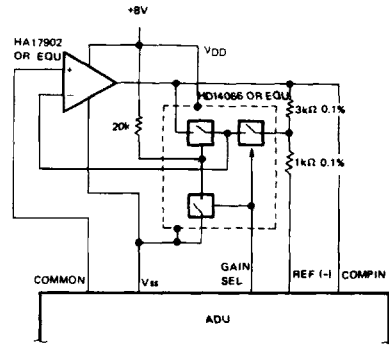 +8V
HA17902
OR EQU
VDD
HD14066 OR EQU
+
−
20k
3kΩ 0.1%
1kΩ 0.1%
COMMON
Vss
GAIN
SEL
REF (-)
COMPIN
ADU